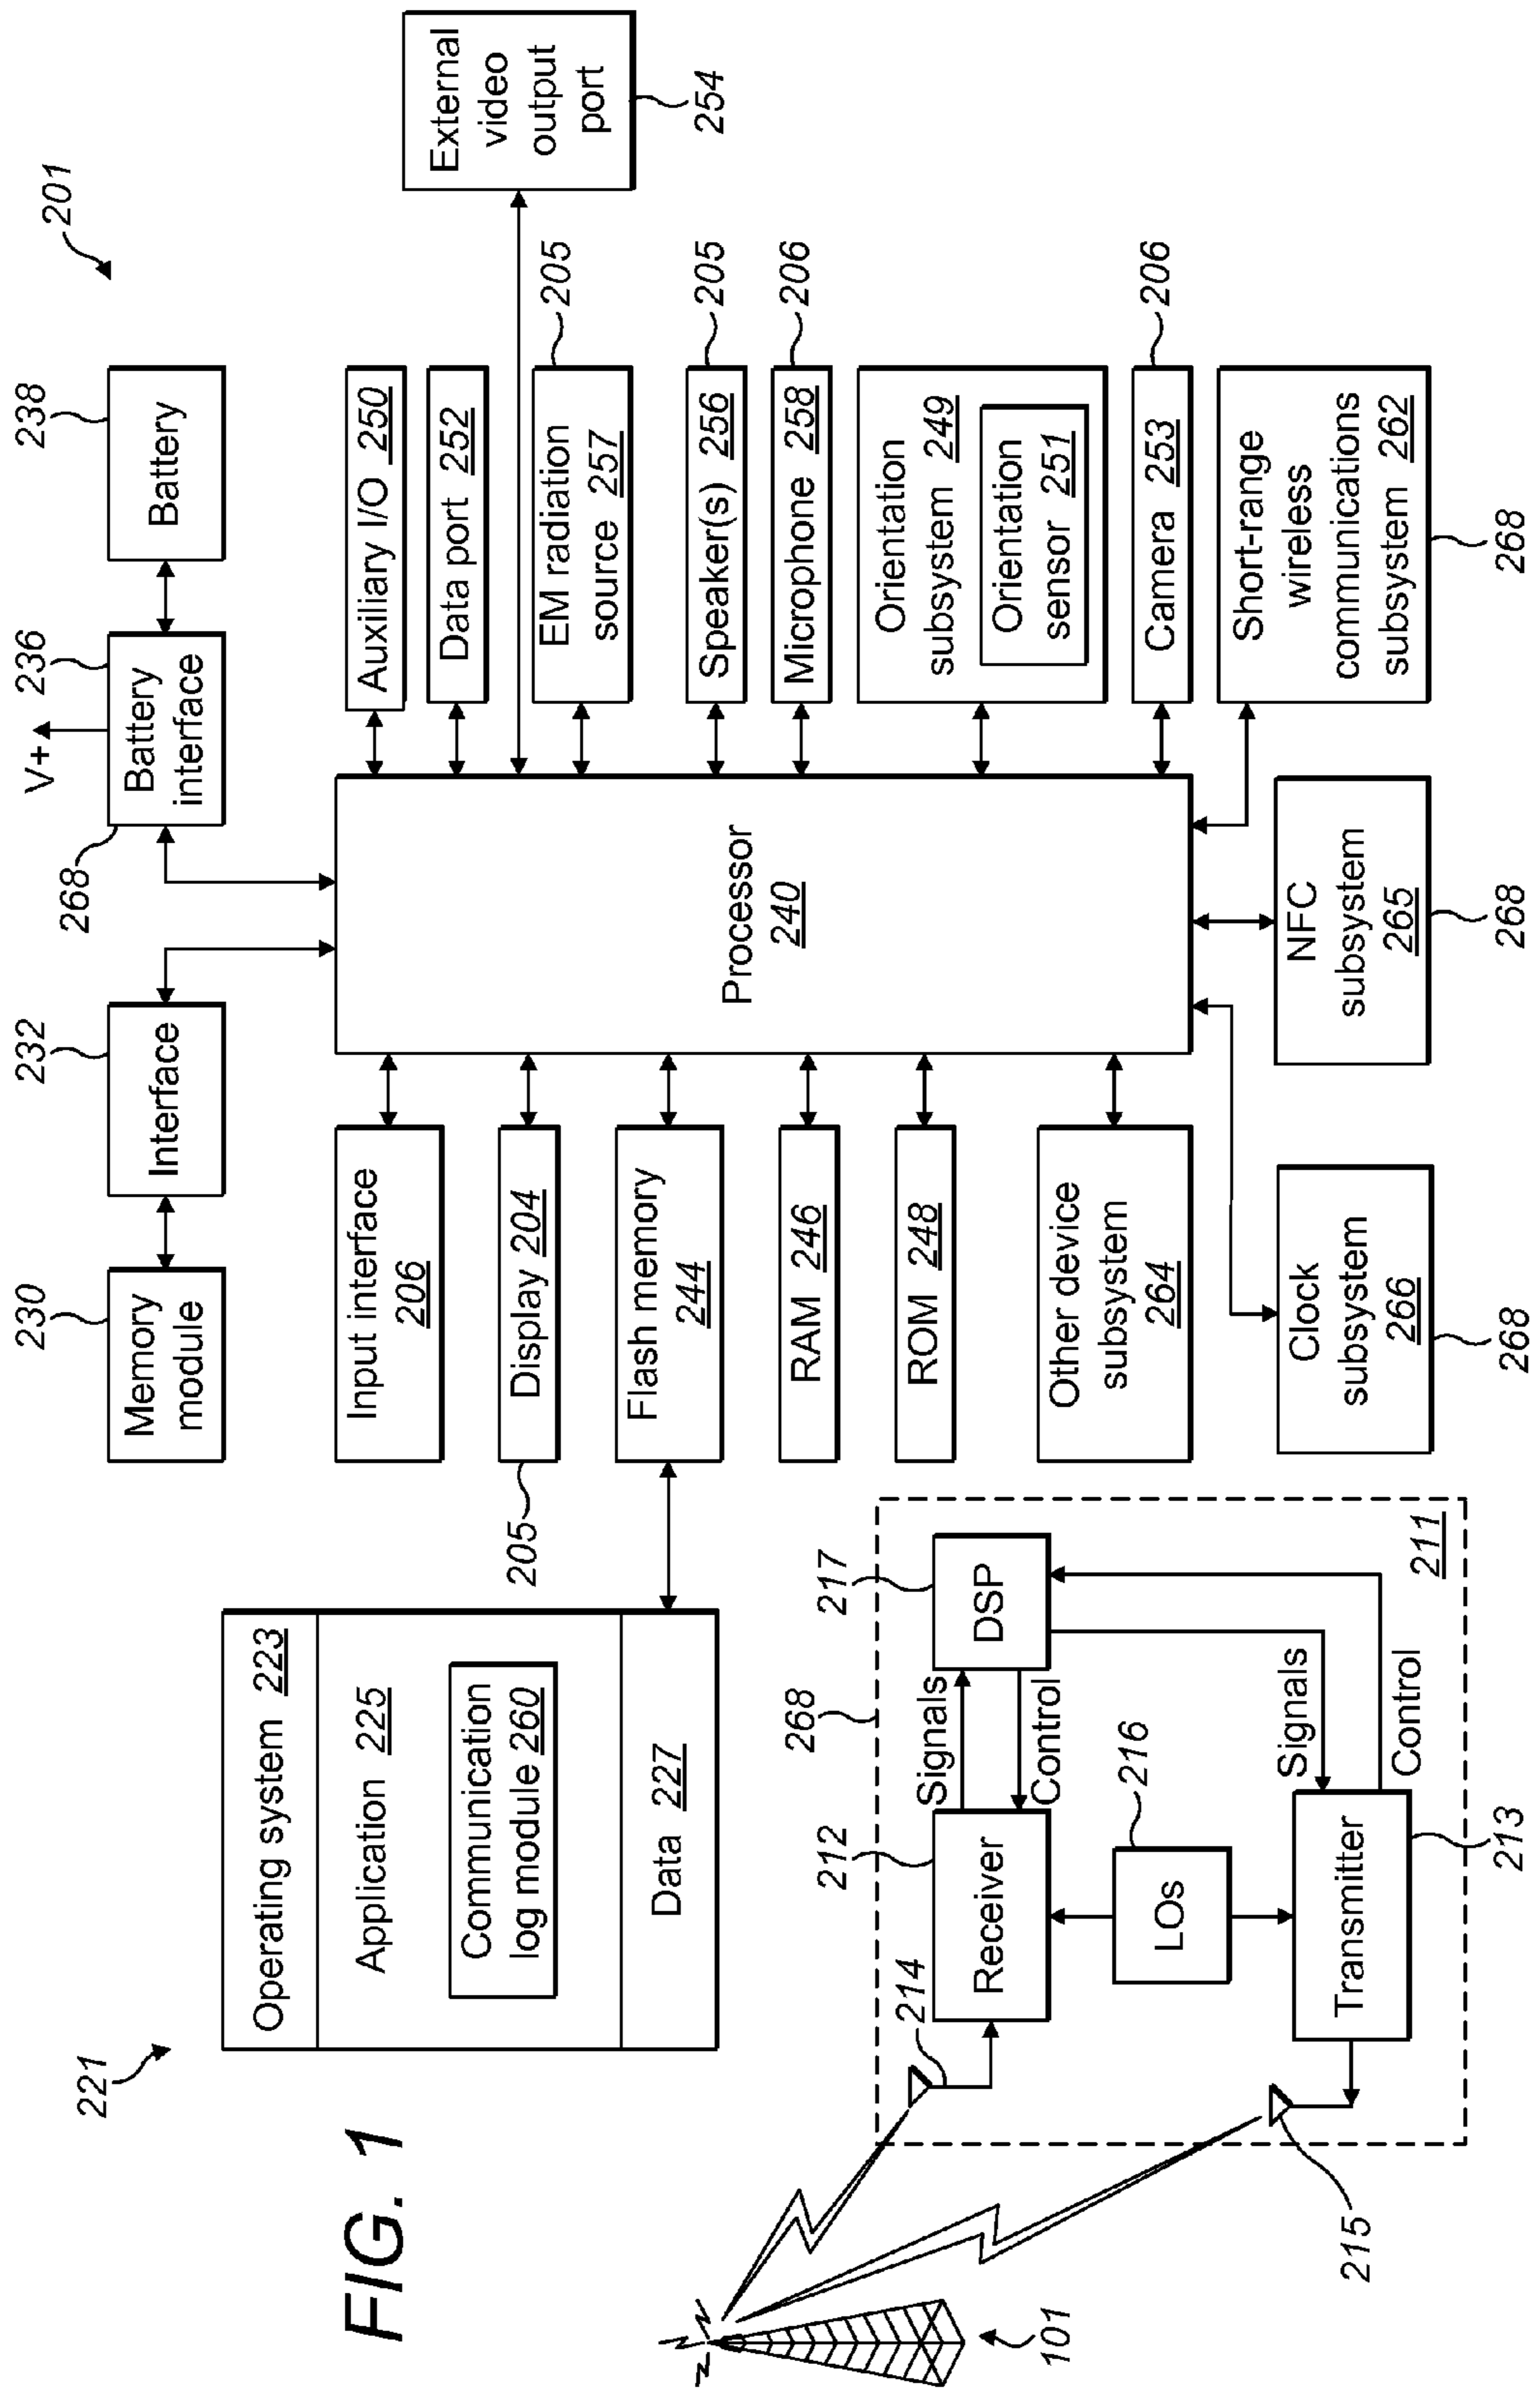 FIG. 1
221
201
230
232
268
236
238
V+
Memory
module
Interface
Battery
interface
Battery
Operating system 223
Application 225
Communication
log module 260
Data 227
205
Input interface
206
Display 204
Flash memory
244
RAM 246
ROM 248
Other device
subsystem
264
Processor
240
Auxiliary I/O 250
Data port 252
EM radiation
source 257
205
Speaker(s) 256
205
Microphone 258
206
Orientation
subsystem 249
Orientation
sensor 251
Camera 253
206
Short-range
wireless
communications
subsystem 262
268
External
video
output
port
254
NFC
subsystem
265
268
Clock
subsystem
266
268
101
214
215
212
Receiver
Signals
Control
217
DSP
268
216
LOs
Transmitter
213
Signals
Control
211